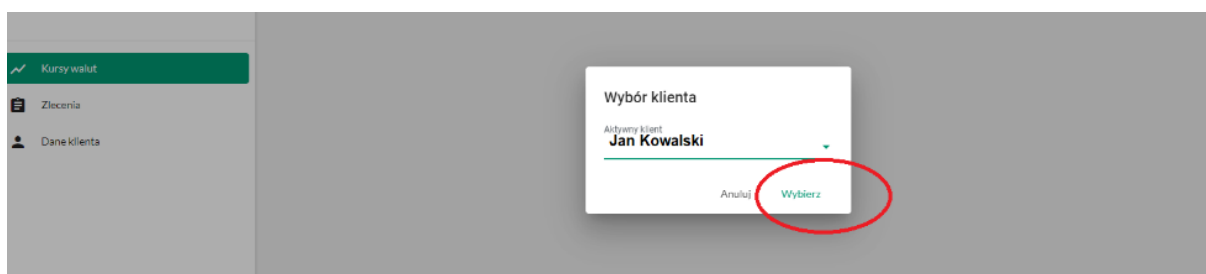 Kursy walut
Zlecenia
Dane klienta
Wybór klienta
Aktywny klient
Jan Kowalski
Anuluj
Wybierz